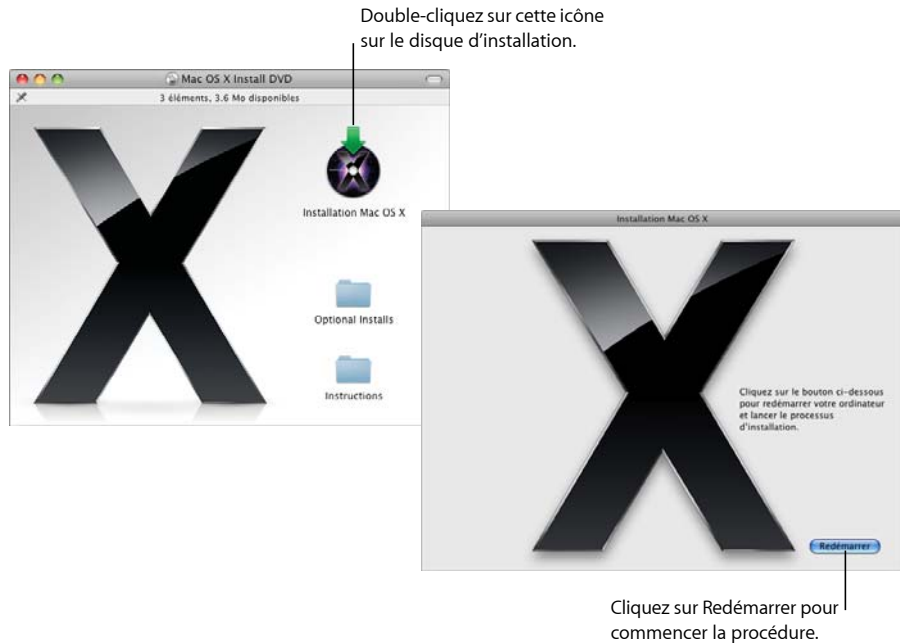 Double-cliquez sur cette icône
sur le disque d’installation.
Mac OS X Install DVD
3 éléments, 3.6 Mo disponibles
Installation Mac OS X
Optional Installs
Instructions
Installation Mac OS X
Cliquez sur le bouton ci-dessous
pour redémarrer votre ordinateur
et lancer le processus
d'installation.
Redémarrer
Cliquez sur Redémarrer pour
commencer la procédure.